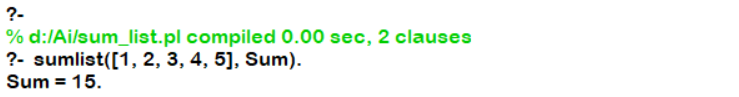 ?-
% d:/Ai/sum_list.pl compiled 0.00 sec, 2 clauses
?- sumlist([1, 2, 3, 4, 5], Sum).
Sum = 15.